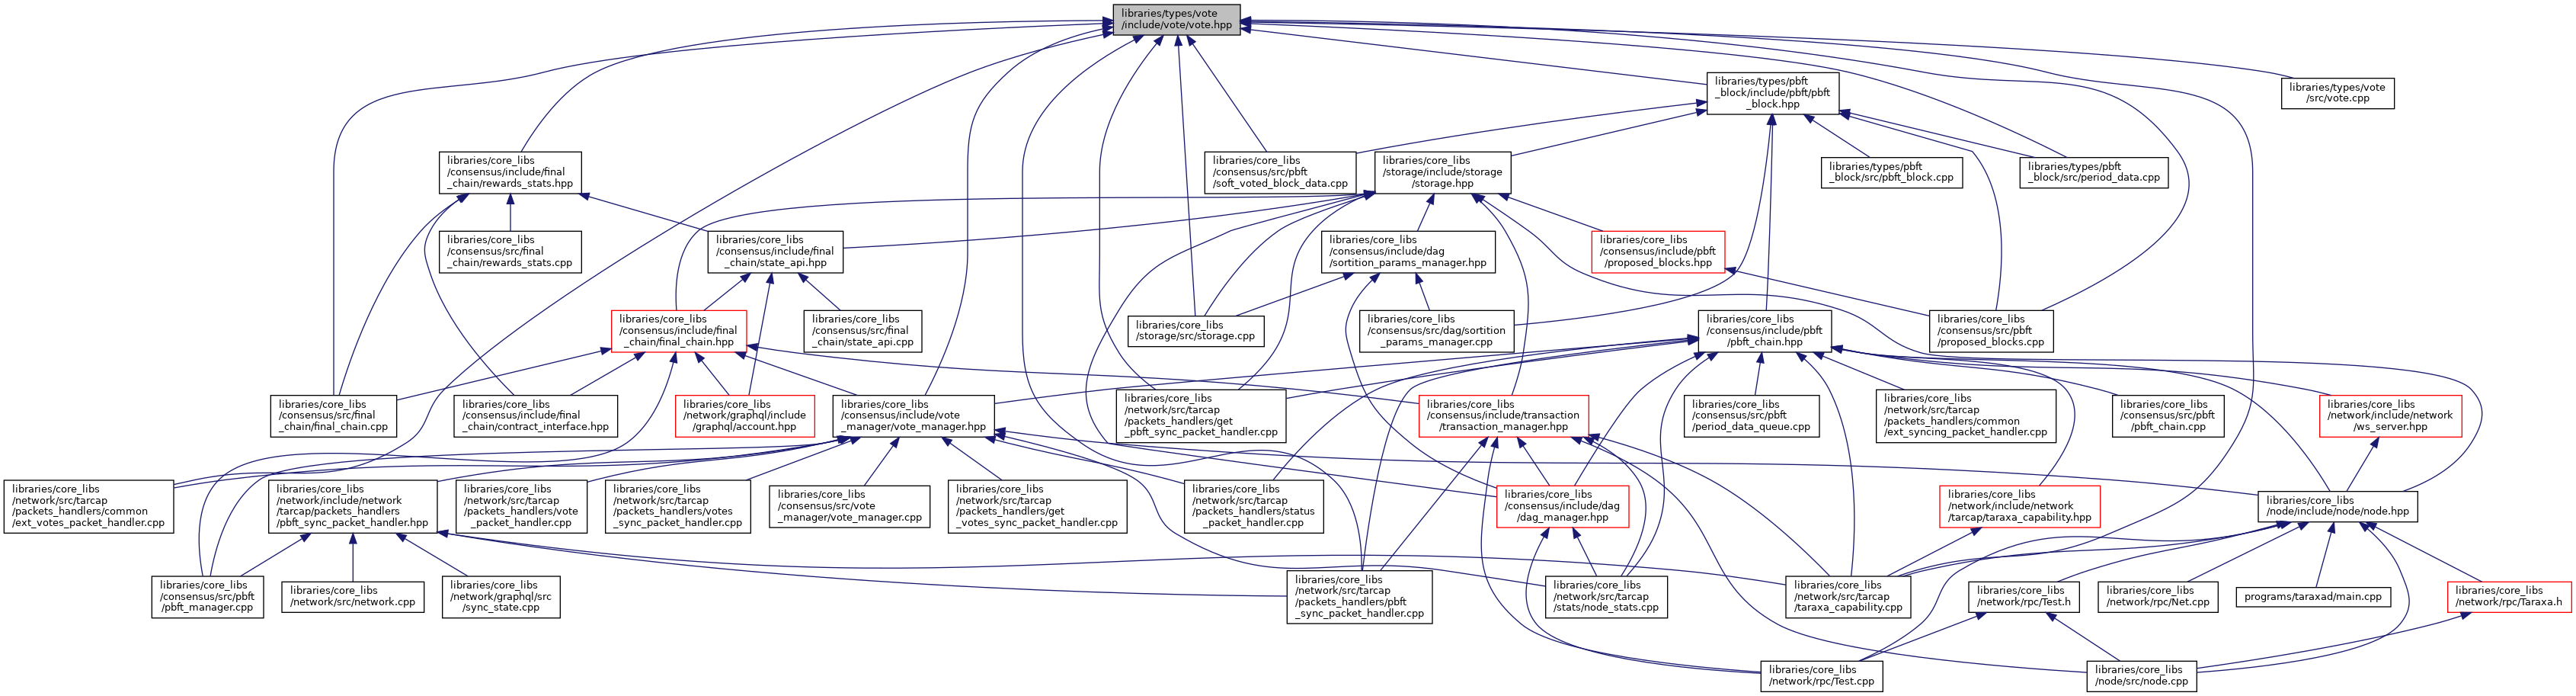 libraries/types/vote
/include/vote/vote.hpp
libraries/types/pbft
_block/include/pbft/pbft
_block.hpp
libraries/types/vote
/src/vote.cpp
libraries/core_libs
/consensus/include/final
_chain/rewards_stats.hpp
libraries/core_libs
/consensus/src/pbft
/soft_voted_block_data.cpp
libraries/core_libs
/storage/include/storage
/storage.hpp
libraries/types/pbft
_block/src/pbft_block.cpp
libraries/types/pbft
_block/src/period_data.cpp
libraries/core_libs
/consensus/src/final
_chain/rewards_stats.cpp
libraries/core_libs
/consensus/include/final
_chain/state_api.hpp
libraries/core_libs
/consensus/include/dag
/sortition_params_manager.hpp
libraries/core_libs
/consensus/include/pbft
/proposed_blocks.hpp
libraries/core_libs
/consensus/include/final
_chain/final_chain.hpp
libraries/core_libs
/consensus/src/final
_chain/state_api.cpp
libraries/core_libs
/storage/src/storage.cpp
libraries/core_libs
/consensus/src/dag/sortition
_params_manager.cpp
libraries/core_libs
/consensus/include/pbft
/pbft_chain.hpp
libraries/core_libs
/consensus/src/pbft
/proposed_blocks.cpp
libraries/core_libs
/consensus/src/final
_chain/final_chain.cpp
libraries/core_libs
/consensus/include/final
_chain/contract_interface.hpp
libraries/core_libs
/network/graphql/include
/graphql/account.hpp
libraries/core_libs
/consensus/include/vote
_manager/vote_manager.hpp
libraries/core_libs
/network/src/tarcap
/packets_handlers/get
_pbft_sync_packet_handler.cpp
libraries/core_libs
/consensus/include/transaction
/transaction_manager.hpp
libraries/core_libs
/consensus/src/pbft
/period_data_queue.cpp
libraries/core_libs
/network/src/tarcap
/packets_handlers/common
/ext_syncing_packet_handler.cpp
libraries/core_libs
/consensus/src/pbft
/pbft_chain.cpp
libraries/core_libs
/network/include/network
/ws_server.hpp
libraries/core_libs
/network/src/tarcap
/packets_handlers/common
/ext_votes_packet_handler.cpp
libraries/core_libs
/network/include/network
/tarcap/packets_handlers
/pbft_sync_packet_handler.hpp
libraries/core_libs
/network/src/tarcap
/packets_handlers/vote
_packet_handler.cpp
libraries/core_libs
/network/src/tarcap
/packets_handlers/votes
_sync_packet_handler.cpp
libraries/core_libs
/consensus/src/vote
_manager/vote_manager.cpp
libraries/core_libs
/network/src/tarcap
/packets_handlers/get
_votes_sync_packet_handler.cpp
libraries/core_libs
/network/src/tarcap
/packets_handlers/status
_packet_handler.cpp
libraries/core_libs
/consensus/include/dag
/dag_manager.hpp
libraries/core_libs
/network/include/network
/tarcap/taraxa_capability.hpp
libraries/core_libs
/node/include/node/node.hpp
libraries/core_libs
/consensus/src/pbft
/pbft_manager.cpp
libraries/core_libs
/network/src/network.cpp
libraries/core_libs
/network/graphql/src
/sync_state.cpp
libraries/core_libs
/network/src/tarcap
/packets_handlers/pbft
_sync_packet_handler.cpp
libraries/core_libs
/network/src/tarcap
/stats/node_stats.cpp
libraries/core_libs
/network/src/tarcap
/taraxa_capability.cpp
libraries/core_libs
/network/rpc/Test.h
libraries/core_libs
/network/rpc/Net.cpp
programs/taraxad/main.cpp
libraries/core_libs
/network/rpc/Taraxa.h
libraries/core_libs
/network/rpc/Test.cpp
libraries/core_libs
/node/src/node.cpp